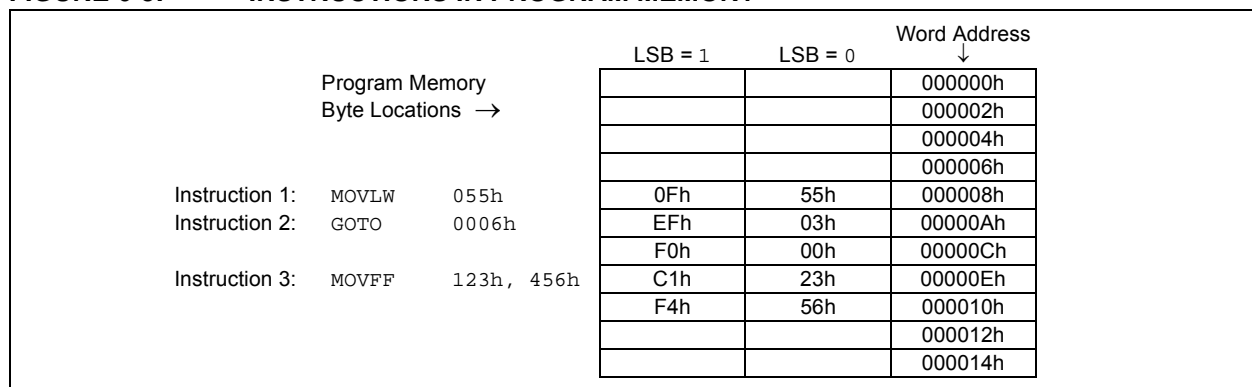 Word Address
LSB = 1 LSB = 0 ↓
Program Memory 000000h
Byte Locations → 000002h
000004h
000006h
Instruction 1: MOVLW 055h 0Fh 55h 000008h
Instruction 2: GOTO 0006h EFh 03h 00000Ah
F0h 00h 00000Ch
Instruction 3: MOVFF 123h, 456h C1h 23h 00000Eh
F4h 56h 000010h
000012h
000014h